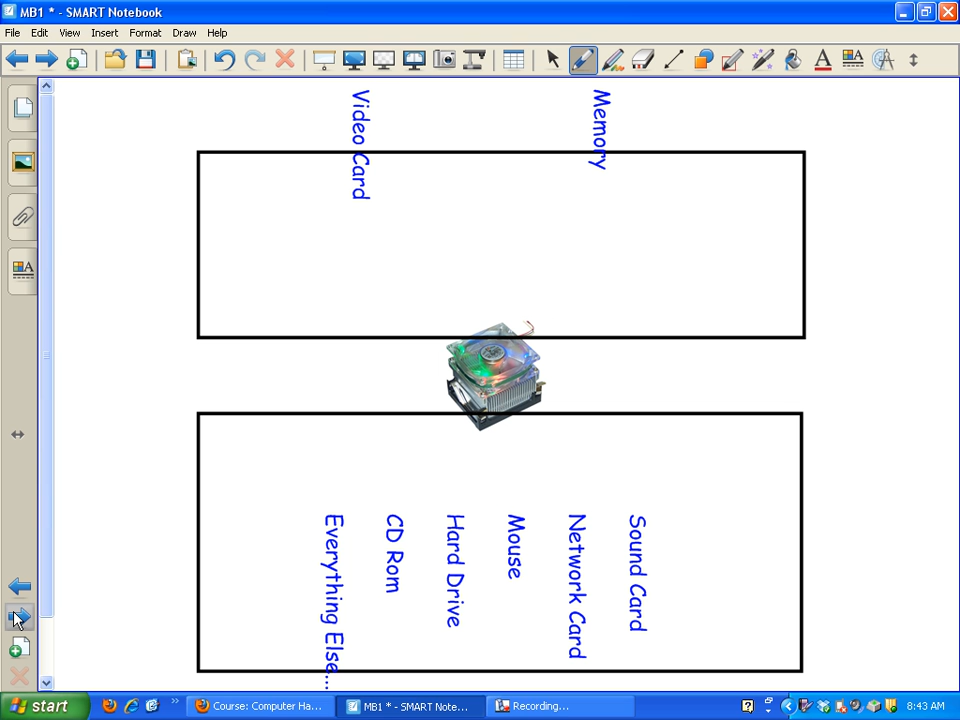 MB1 * - SMART Notebook
File Edit View Insert Format Draw Help
Video Card
Memory
Everything Else...
CD Rom
Hard Drive
Mouse
Network Card
Sound Card
start
Course: Computer Ha...
MB1 * - SMART Note...
Recording...
8:43 AM